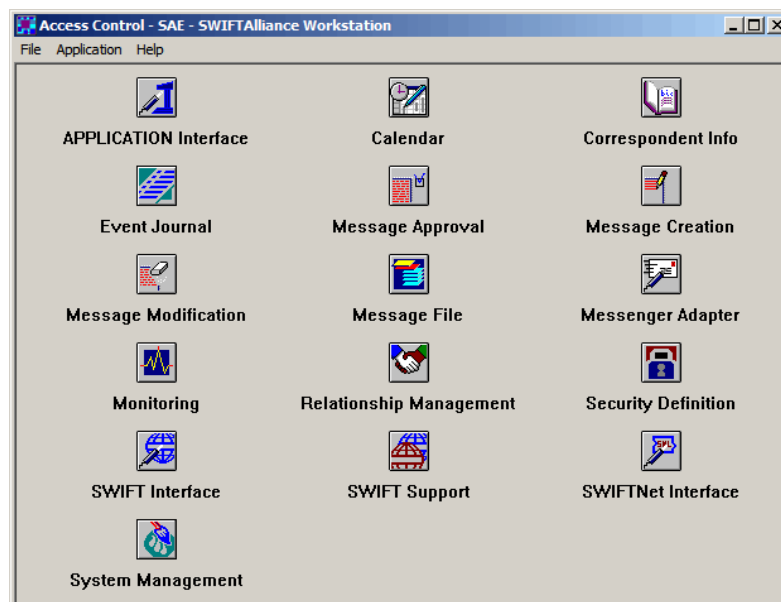 Access Control - SAE - SWIFTAlliance Workstation
File Application Help
APPLICATION Interface Calendar Correspondent Info
Event Journal Message Approval Message Creation
Message Modification Message File Messenger Adapter
Monitoring Relationship Management Security Definition
SWIFT Interface SWIFT Support SWIFTNet Interface
System Management